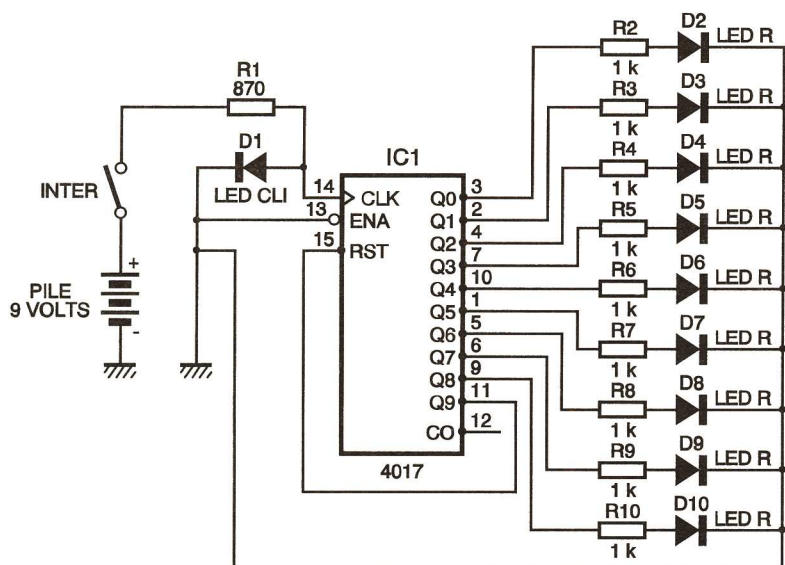 R2
1 k
D2
LED R
R3
1 k
D3
LED R
R4
1 k
D4
LED R
R5
1 k
D5
LED R
R6
1 k
D6
LED R
R7
1 k
D7
LED R
R8
1 k
D8
LED R
R9
1 k
D9
LED R
R10
1 k
D10
LED R
R1
870
D1
LED CLI
INTER
+
PILE
9 VOLTS
-
IC1
14 CLK
13 ENA
15 RST
Q0 3
Q1 2
Q2 4
Q3 7
Q4 10
Q5 1
Q6 5
Q7 6
Q8 9
Q9 11
CO 12
4017